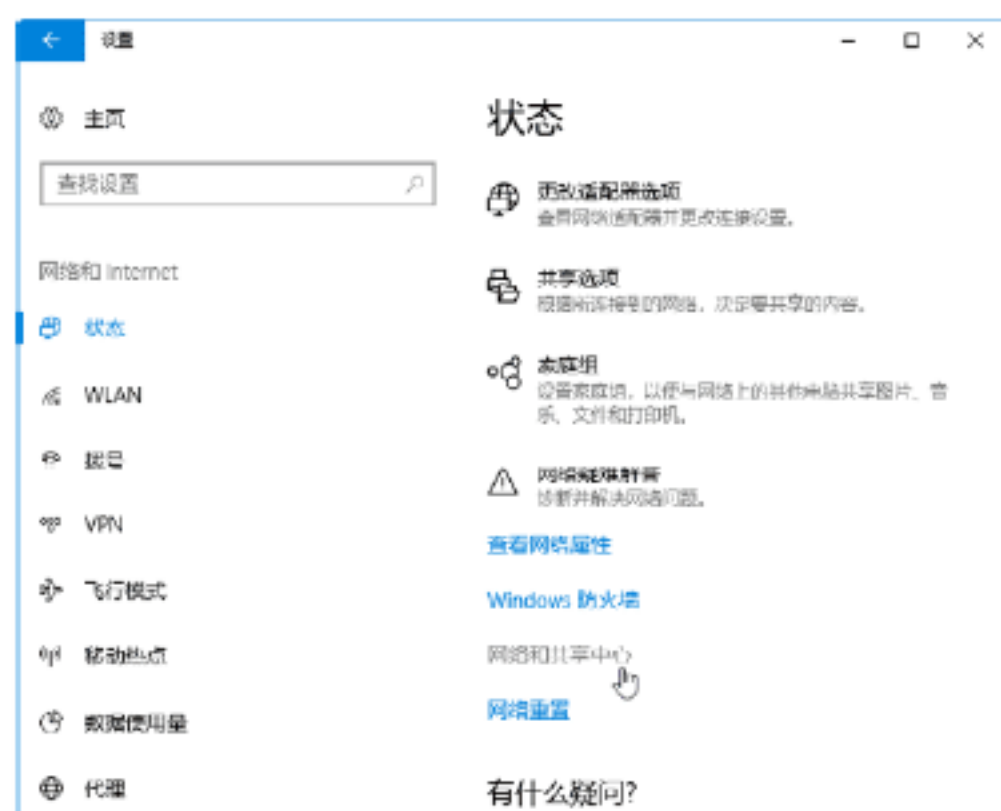 设置
主页
查找设置
网络和 Internet
状态
WLAN
拨号
VPN
飞行模式
移动热点
数据使用量
代理
状态
更改适配器选项
查看网络适配器并更改连接设置。
共享选项
根据所连接到的网络，决定要共享的内容。
家庭组
设置家庭组，以便与网络上的其他电脑共享图片、音
乐、文件和打印机。
网络疑难解答
诊断并解决网络问题。
查看网络属性
Windows 防火墙
网络和共享中心
网络重置
有什么疑问?